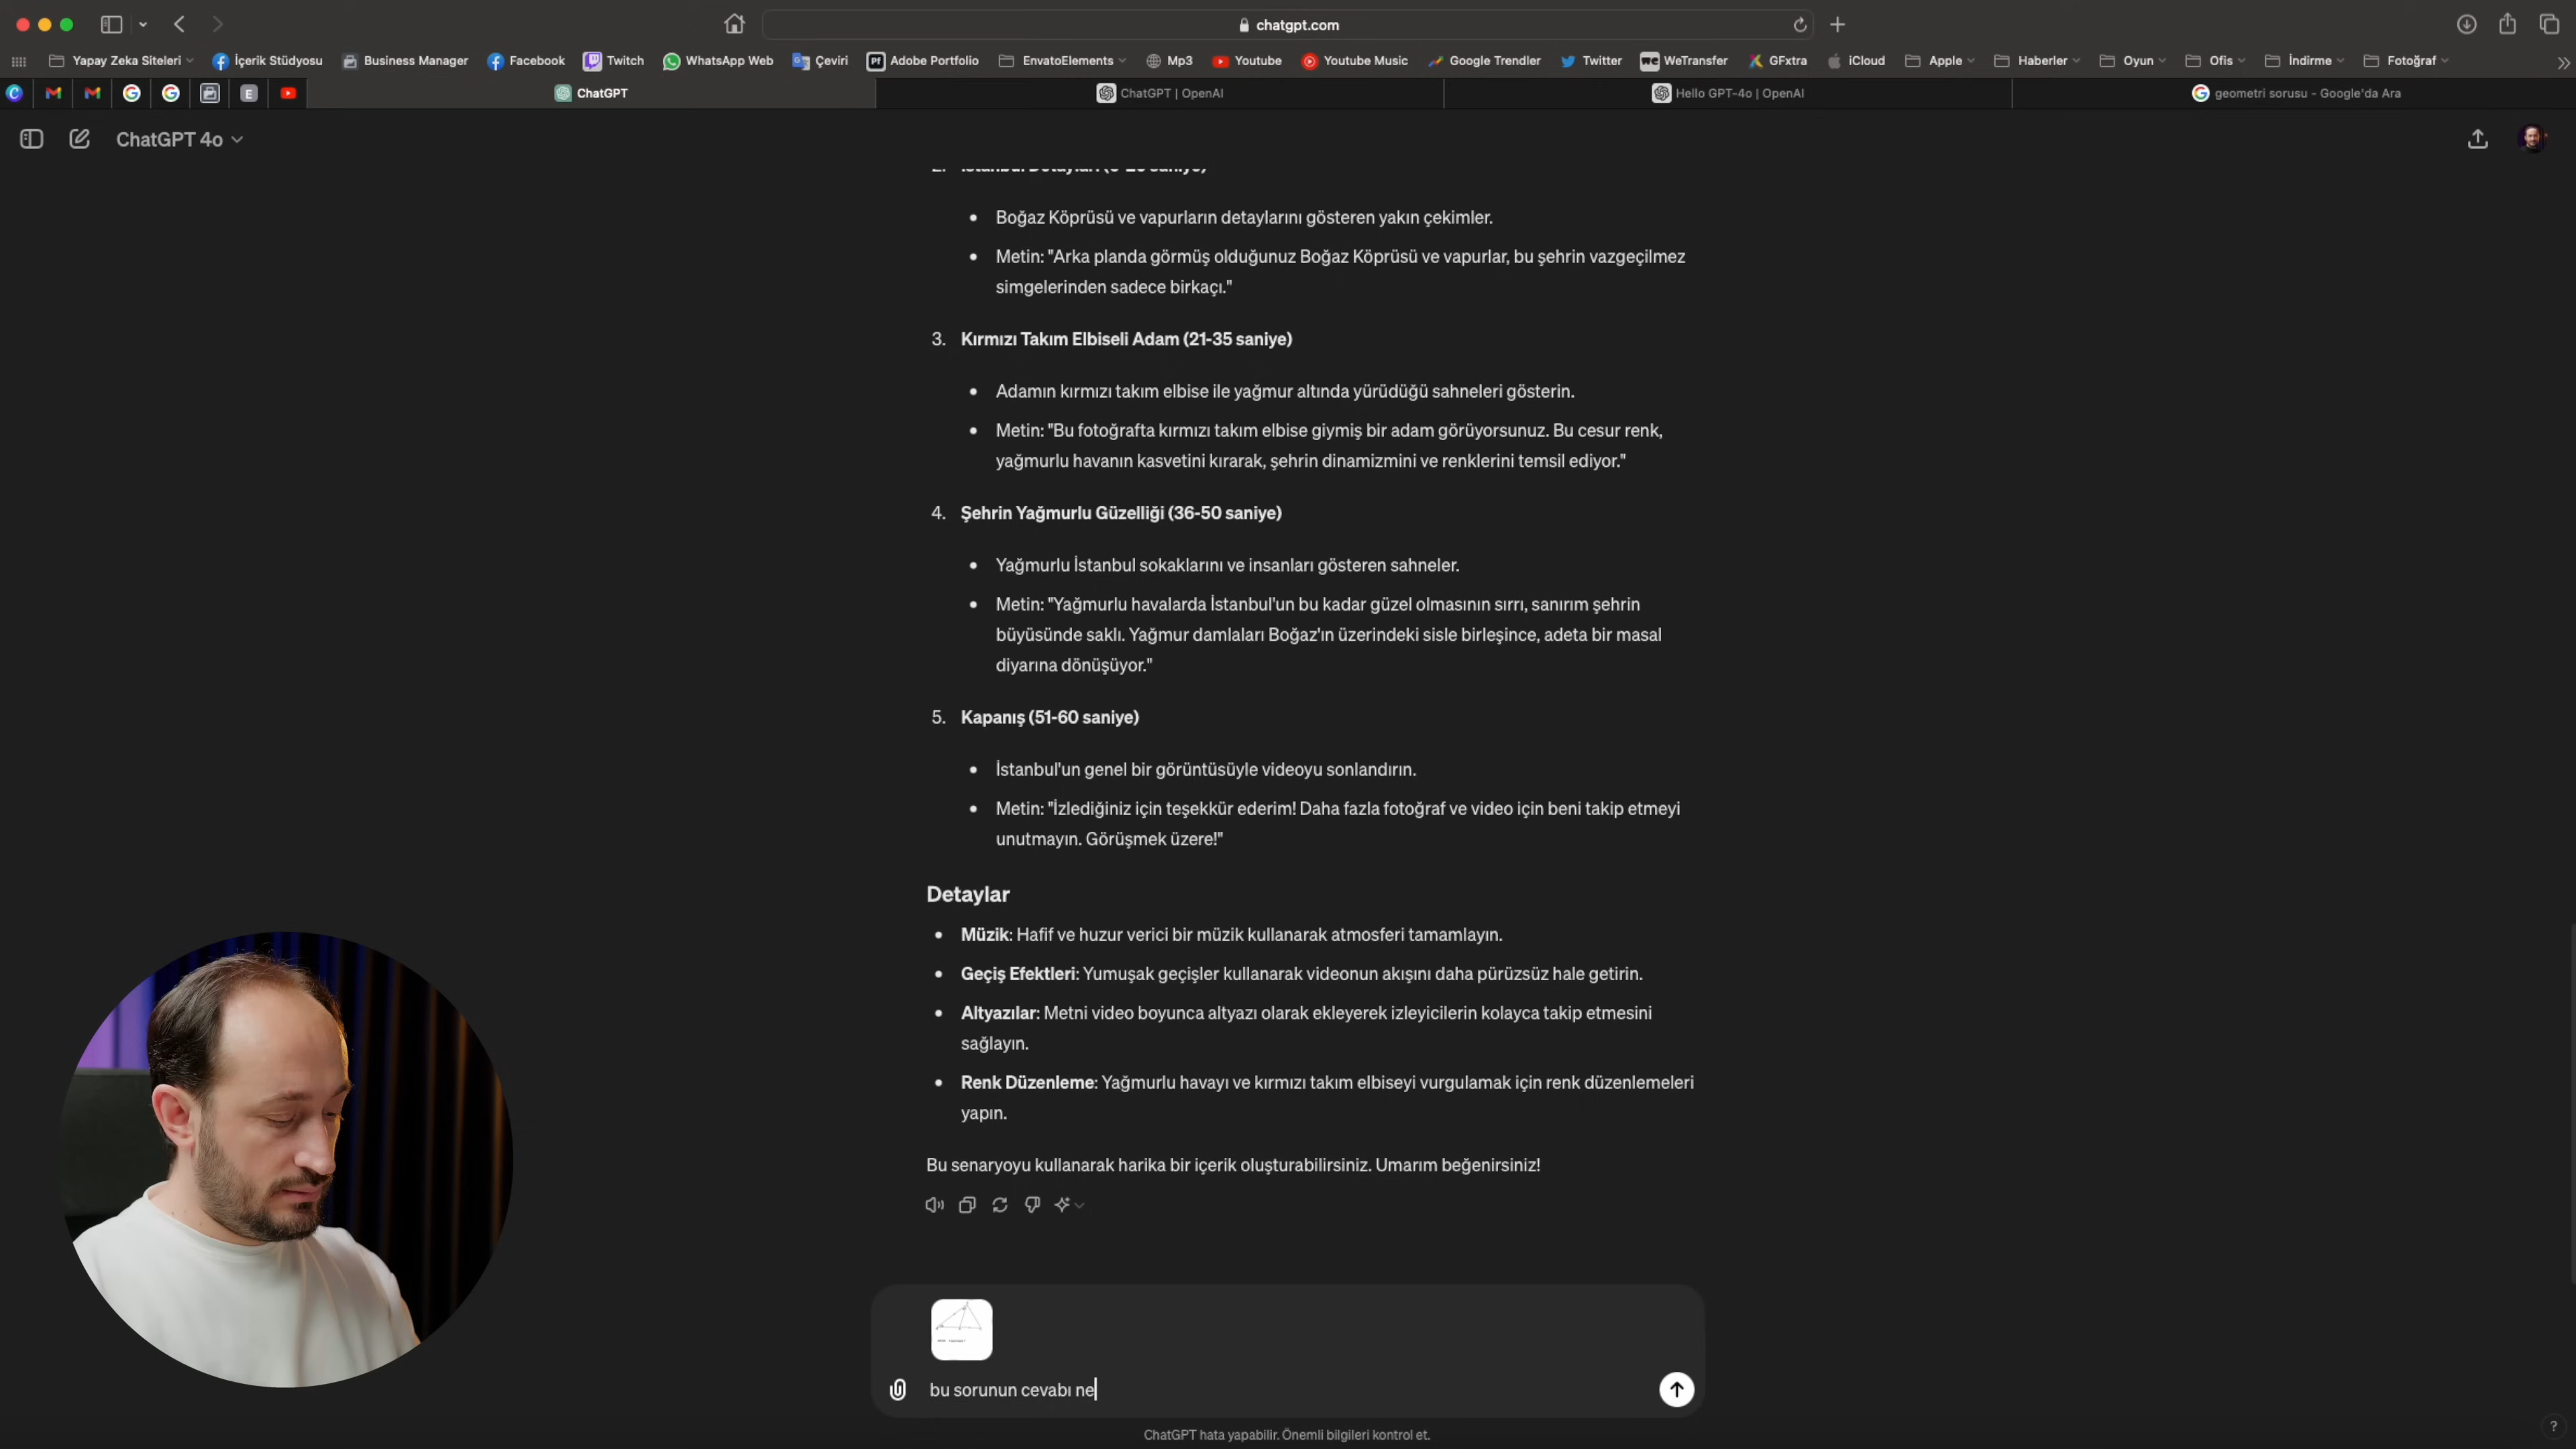 chatgpt.com
Yapay Zeka Siteleri
İçerik Stüdyosu
Business Manager
Facebook
Twitch
WhatsApp Web
Çeviri
Adobe Portfolio
EnvatoElements
Mp3
Youtube
Youtube Music
Google Trendler
Twitter
WeTransfer
GFxtra
iCloud
Apple
Haberler
Oyun
Ofis
İndirme
Fotoğraf
ChatGPT
ChatGPT | OpenAI
Hello GPT-4o | OpenAI
geometri sorusu - Google'da Ara
ChatGPT 4o
Boğaz Köprüsü ve vapurların detaylarını gösteren yakın çekimler.
Metin: "Arka planda görmüş olduğunuz Boğaz Köprüsü ve vapurlar, bu şehrin vazgeçilmez
simgelerinden sadece birkaçı."
3. Kırmızı Takım Elbiseli Adam (21-35 saniye)
Adamın kırmızı takım elbise ile yağmur altında yürüdüğü sahneleri gösterin.
Metin: "Bu fotoğrafta kırmızı takım elbise giymiş bir adam görüyorsunuz. Bu cesur renk,
yağmurlu havanın kasvetini kırarak, şehrin dinamizmini ve renklerini temsil ediyor."
4. Şehrin Yağmurlu Güzelliği (36-50 saniye)
Yağmurlu İstanbul sokaklarını ve insanları gösteren sahneler.
Metin: "Yağmurlu havalarda İstanbul'un bu kadar güzel olmasının sırrı, sanırım şehrin
büyüsünde saklı. Yağmur damlaları Boğaz'ın üzerindeki sisle birleşince, adeta bir masal
diyarına dönüşüyor."
5. Kapanış (51-60 saniye)
İstanbul'un genel bir görüntüsüyle videoyu sonlandırın.
Metin: "İzlediğiniz için teşekkür ederim! Daha fazla fotoğraf ve video için beni takip etmeyi
unutmayın. Görüşmek üzere!"
Detaylar
Müzik: Hafif ve huzur verici bir müzik kullanarak atmosferi tamamlayın.
Geçiş Efektleri: Yumuşak geçişler kullanarak videonun akışını daha pürüzsüz hale getirin.
Altyazılar: Metni video boyunca altyazı olarak ekleyerek izleyicilerin kolayca takip etmesini
sağlayın.
Renk Düzenleme: Yağmurlu havayı ve kırmızı takım elbiseyi vurgulamak için renk düzenlemeleri
yapın.
Bu senaryoyu kullanarak harika bir içerik oluşturabilirsiniz. Umarım beğenirsiniz!
bu sorunun cevabı ne
ChatGPT hata yapabilir. Önemli bilgileri kontrol et.
?